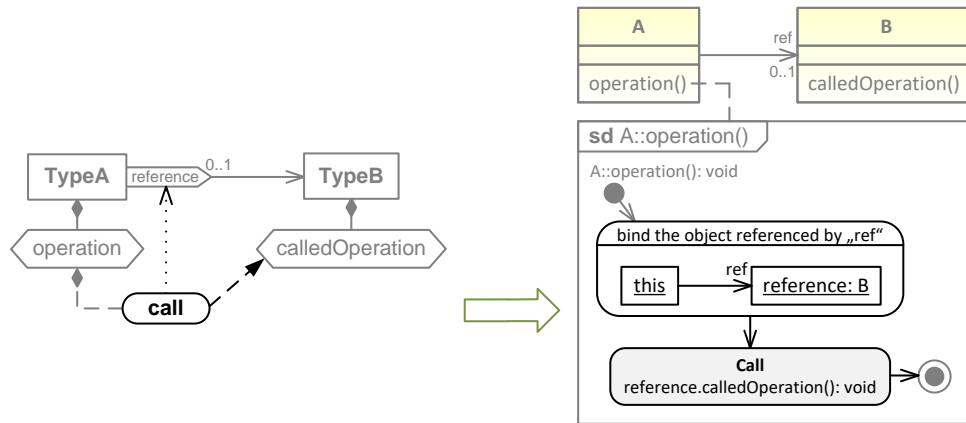 TypeA
reference
0..1
TypeB
operation
calledOperation
call
A
ref
0..1
B
operation()
calledOperation()
sd A::operation()
A::operation(): void
bind the object referenced by „ref“
this
ref
reference: B
Call
reference.calledOperation(): void